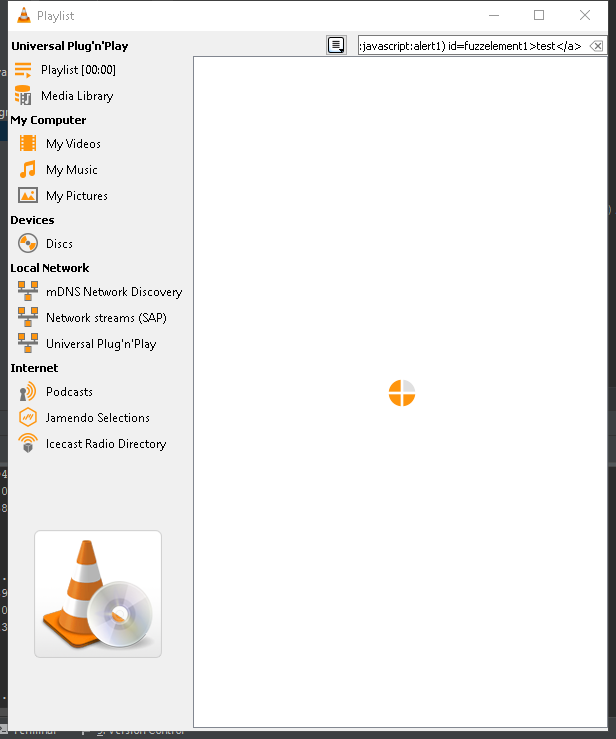 Playlist
Universal Plug'n'Play
:javascript:alert1) id=fuzzelement1>test</a>
Playlist [00:00]
Media Library
My Computer
My Videos
My Music
My Pictures
Devices
Discs
Local Network
mDNS Network Discovery
Network streams (SAP)
Universal Plug'n'Play
Internet
Podcasts
Jamendo Selections
Icecast Radio Directory